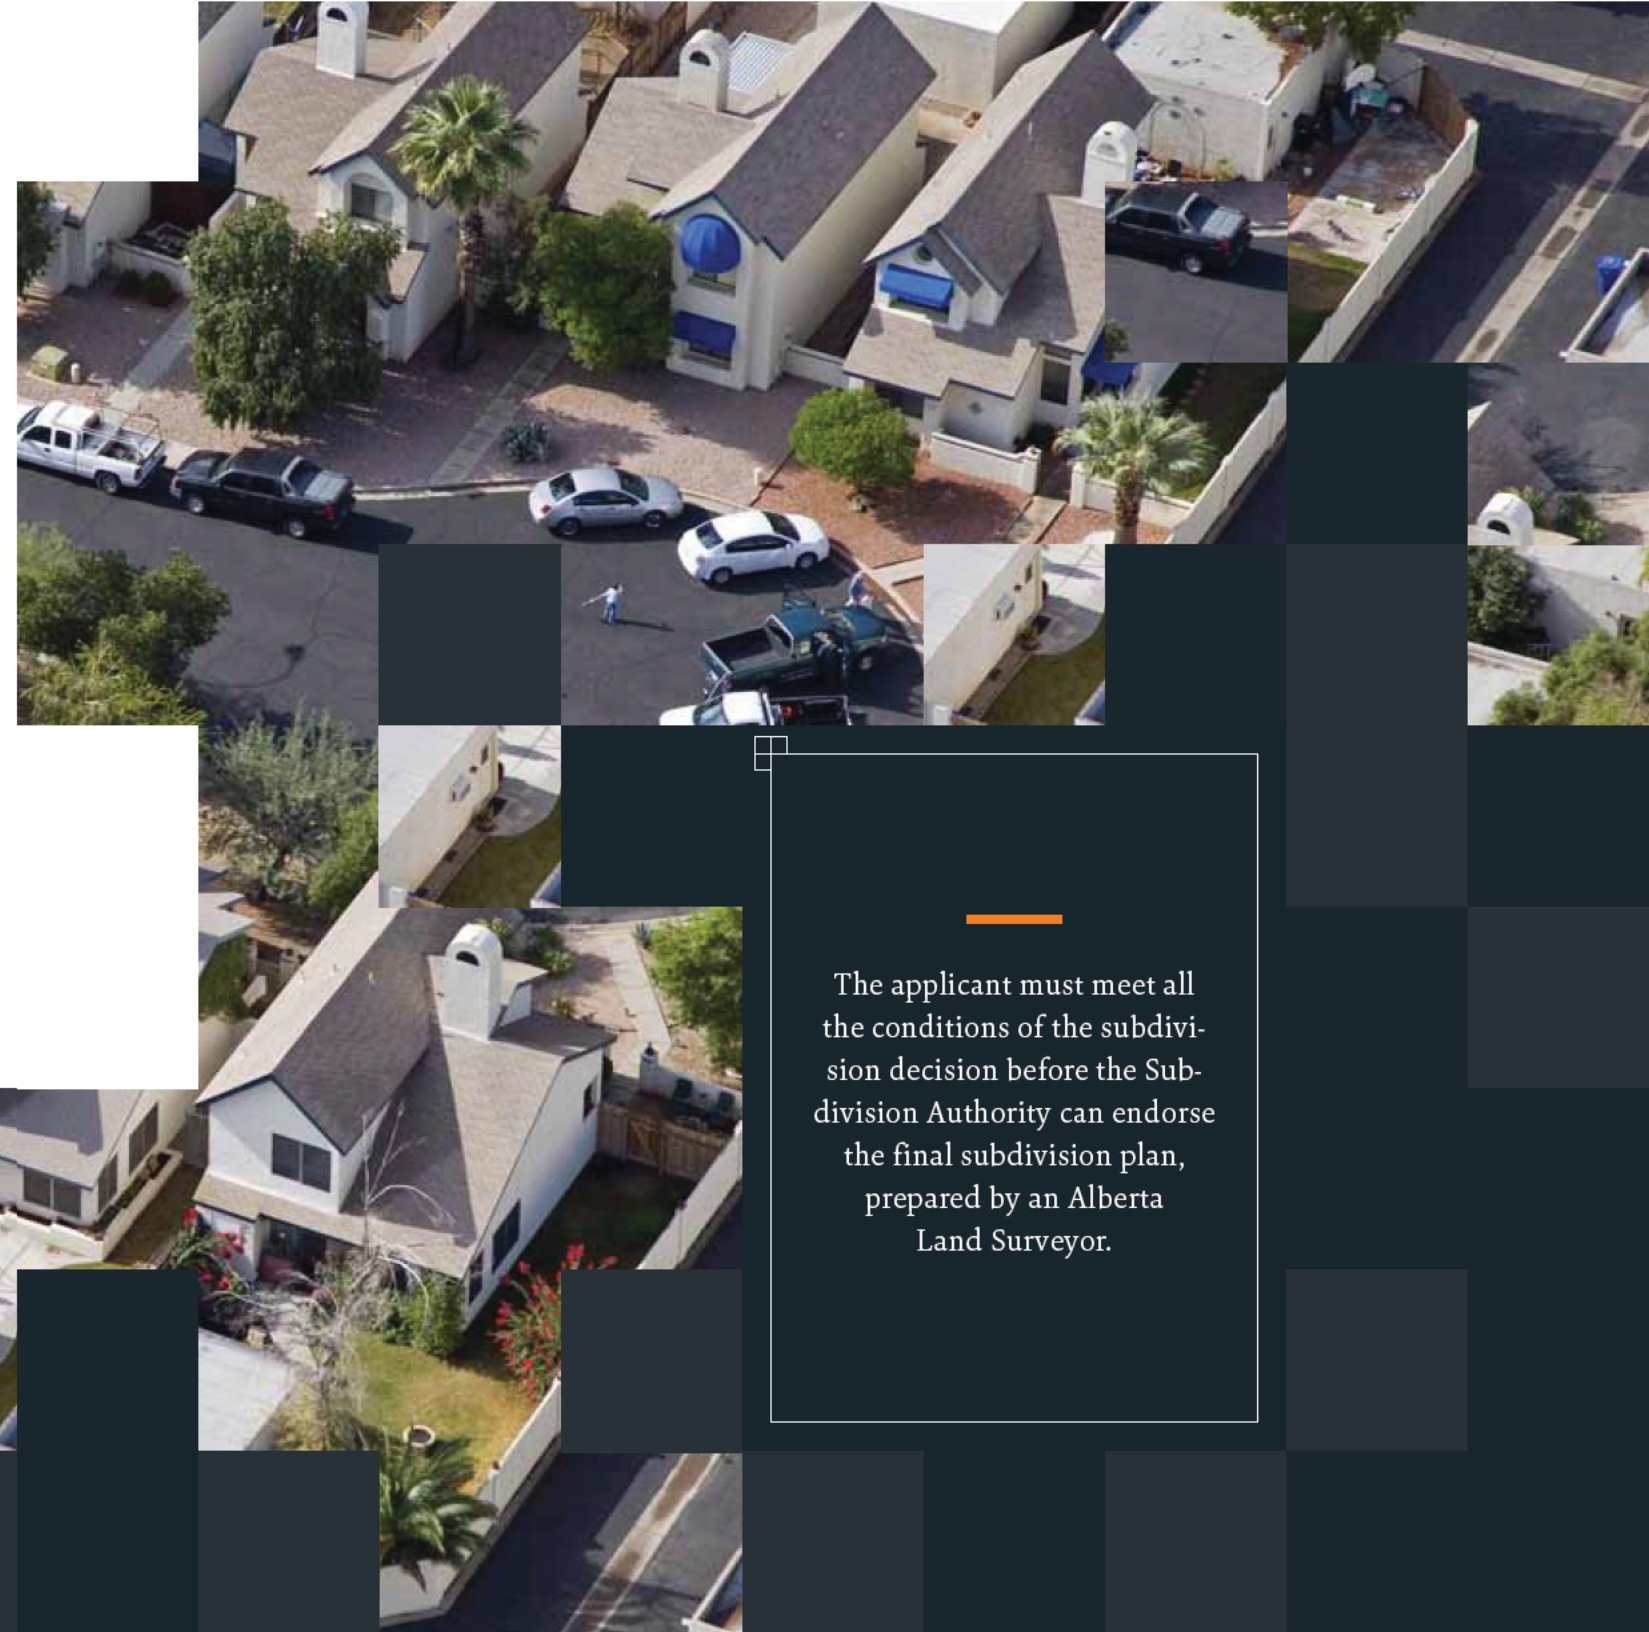 The applicant must meet all
the conditions of the subdivi-
sion decision before the Sub-
division Authority can endorse
the final subdivision plan,
prepared by an Alberta
Land Surveyor.